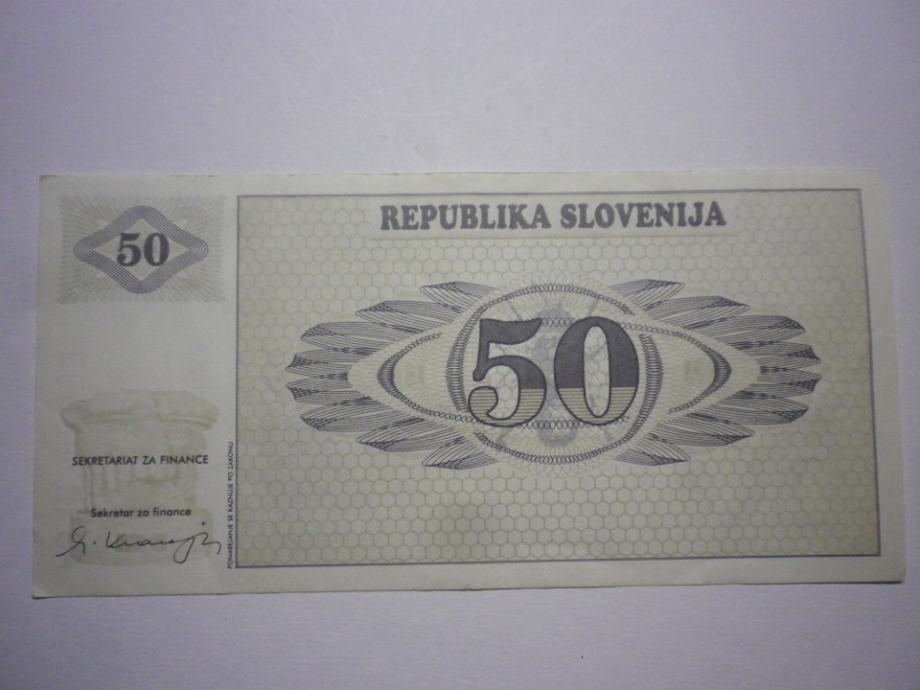 50
REPUBLIKA SLOVENIJA
50
SEKRETARIAT ZA FINANCE
Sekretar za finance
PONAREJANJE SE KAZNUJE PO ZAKONU